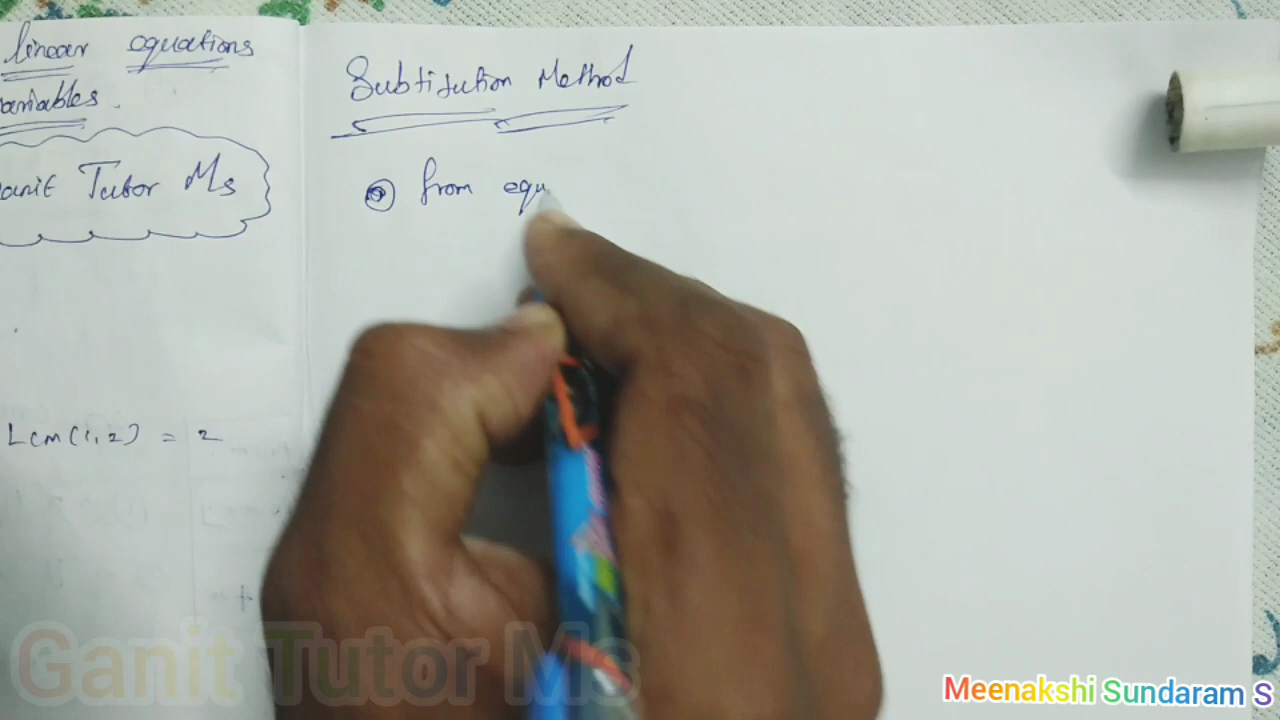 linear equations
variables.
anit Tutor Ms
Lcm(1,2) = 2
Subtitution Method
from equ
Ganit Tutor Ms
Meenakshi Sundaram S